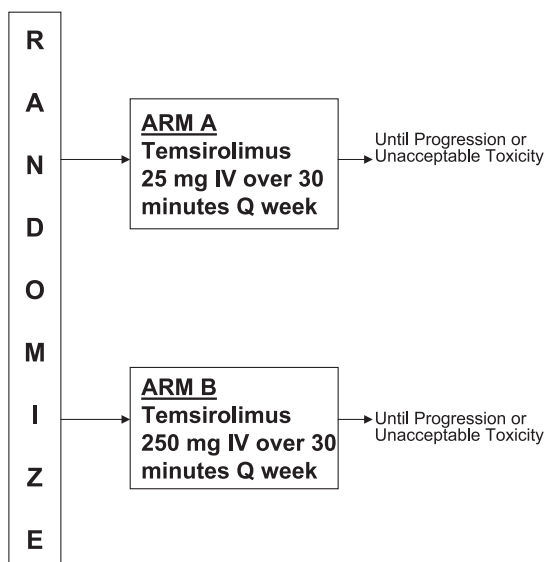 R
A
N
D
O
M
I
Z
E
ARM A
Temsirolimus
25 mg IV over 30
minutes Q week
Until Progression or
Unacceptable Toxicity
ARM B
Temsirolimus
250 mg IV over 30
minutes Q week
Until Progression or
Unacceptable Toxicity